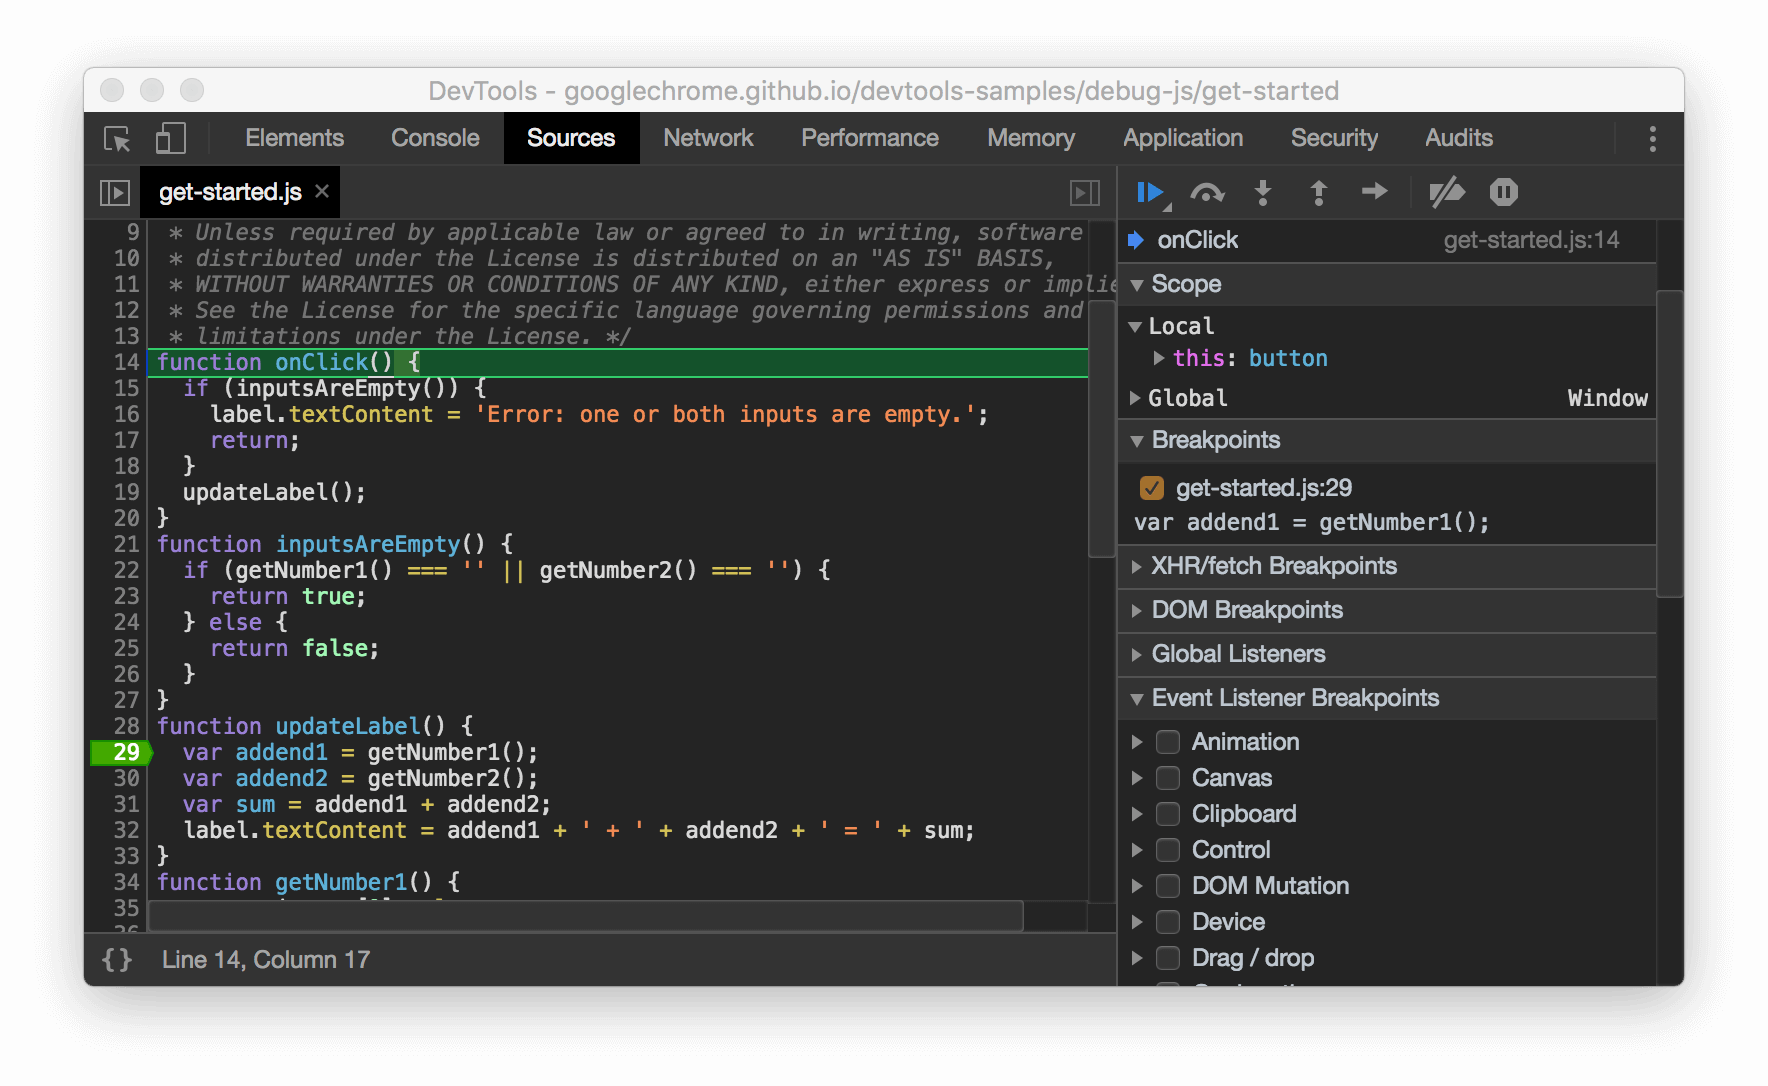 DevTools - googlechrome.github.io/devtools-samples/debug-js/get-started
Elements Console Sources Network Performance Memory Application Security Audits
get-started.js ×
9 * Unless required by applicable law or agreed to in writing, software
10 * distributed under the License is distributed on an "AS IS" BASIS,
11 * WITHOUT WARRANTIES OR CONDITIONS OF ANY KIND, either express or implie
12 * See the License for the specific language governing permissions and
13 * limitations under the License. */
14 function onClick() {
15 if (inputsAreEmpty()) {
16 label.textContent = 'Error: one or both inputs are empty.';
17 return;
18 }
19 updateLabel();
20 }
21 function inputsAreEmpty() {
22 if (getNumber1() === '' || getNumber2() === '') {
23 return true;
24 } else {
25 return false;
26 }
27 }
28 function updateLabel() {
29 var addend1 = getNumber1();
30 var addend2 = getNumber2();
31 var sum = addend1 + addend2;
32 label.textContent = addend1 + ' + ' + addend2 + ' = ' + sum;
33 }
34 function getNumber1() {
35
{} Line 14, Column 17
onClick get-started.js:14
Scope
Local
this: button
Global Window
Breakpoints
get-started.js:29
var addend1 = getNumber1();
XHR/fetch Breakpoints
DOM Breakpoints
Global Listeners
Event Listener Breakpoints
Animation
Canvas
Clipboard
Control
DOM Mutation
Device
Drag / drop